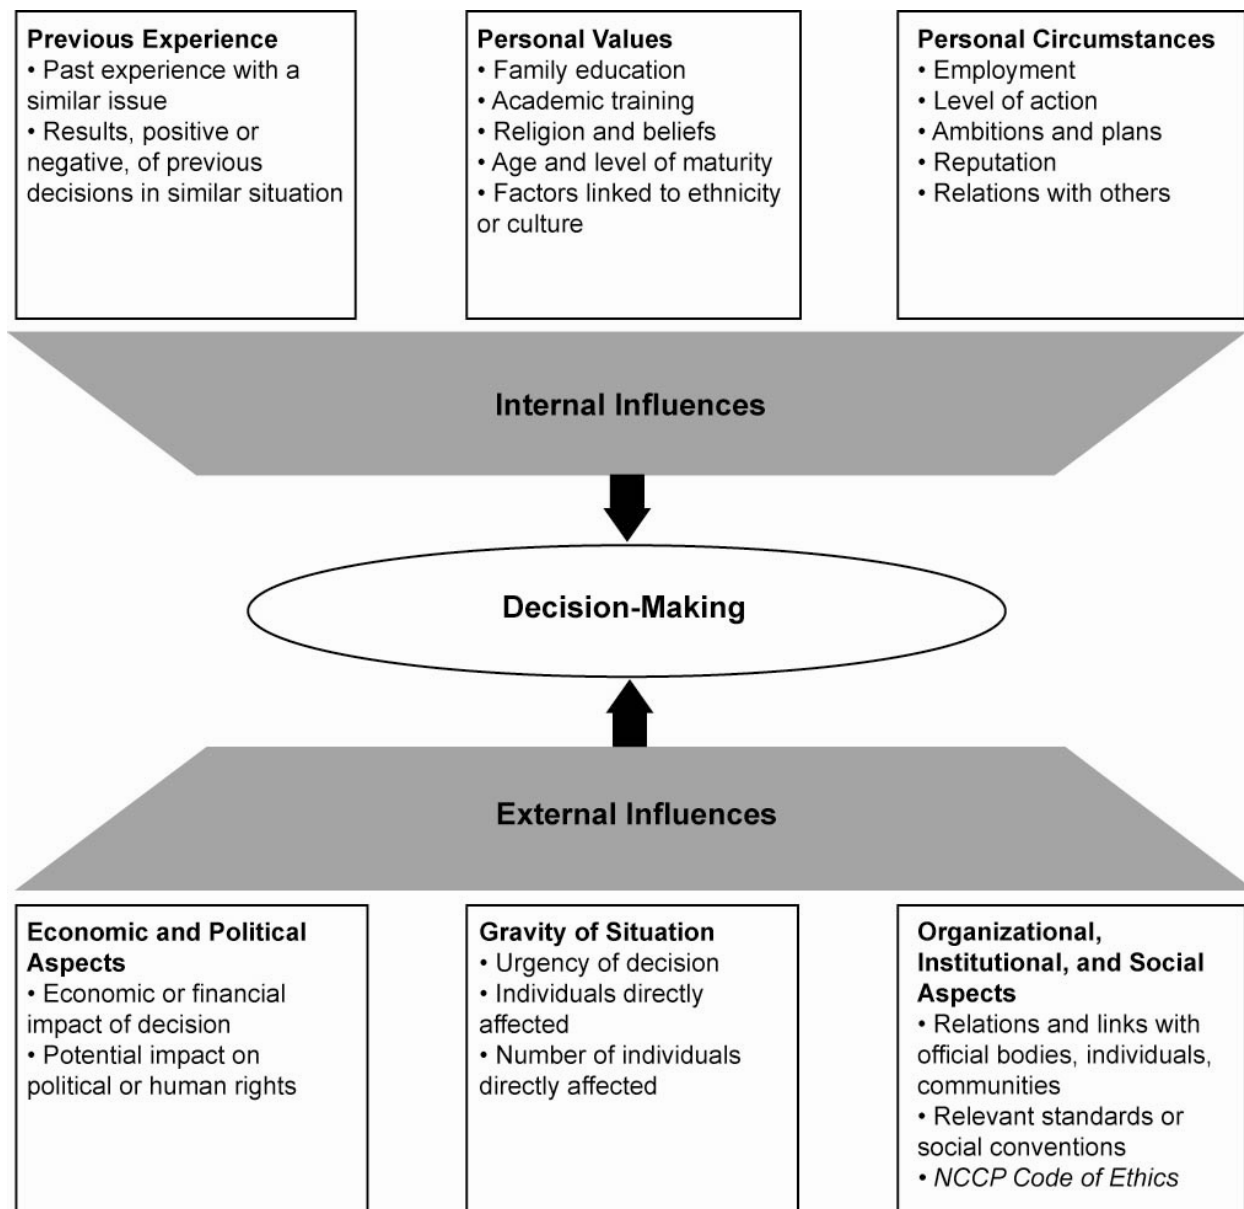 Previous Experience
• Past experience with a
similar issue
• Results, positive or
negative, of previous
decisions in similar situation
Personal Values
• Family education
• Academic training
• Religion and beliefs
• Age and level of maturity
• Factors linked to ethnicity
or culture
Personal Circumstances
• Employment
• Level of action
• Ambitions and plans
• Reputation
• Relations with others
Internal Influences
Decision-Making
External Influences
Economic and Political
Aspects
• Economic or financial
impact of decision
• Potential impact on
political or human rights
Gravity of Situation
• Urgency of decision
• Individuals directly
affected
• Number of individuals
directly affected
Organizational,
Institutional, and Social
Aspects
• Relations and links with
official bodies, individuals,
communities
• Relevant standards or
social conventions
• NCCP Code of Ethics